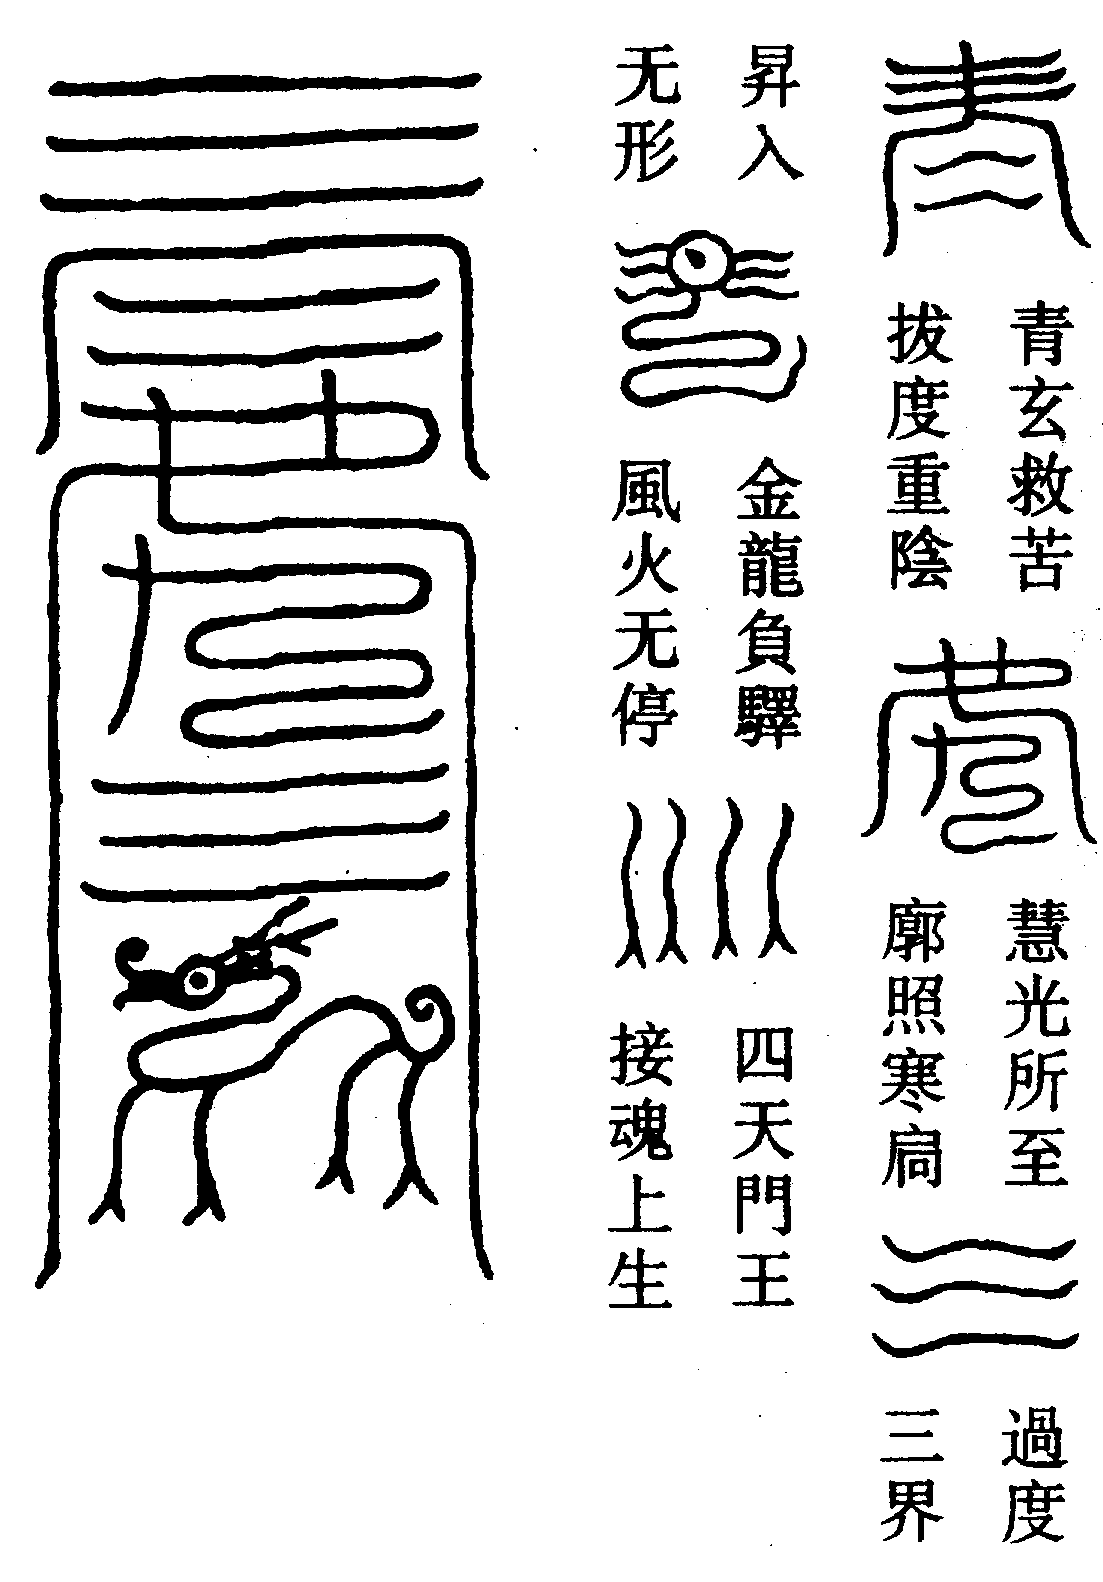 青玄救苦
拔度重陰
慧光所至
廓照寒扃
過度
三界
昇入
无形
金龍負驛
風火无停
四天門王
接魂上生